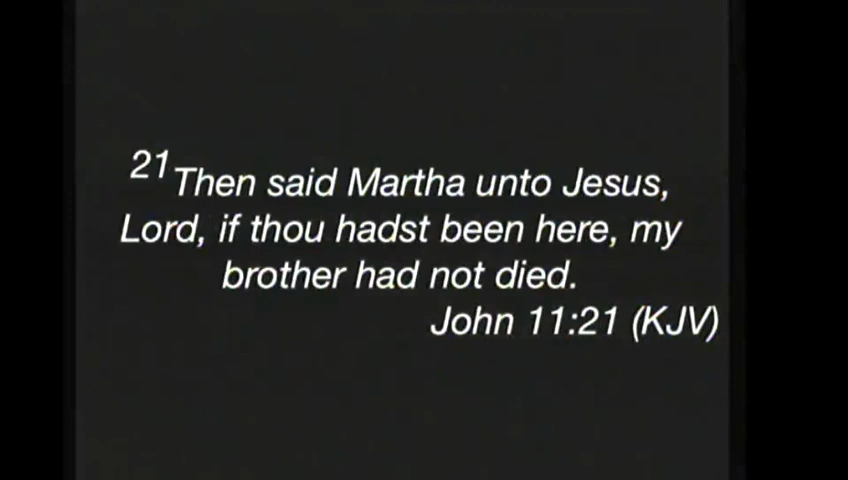 21 Then said Martha unto Jesus,
Lord, if thou hadst been here, my
brother had not died.
John 11:21 (KJV)